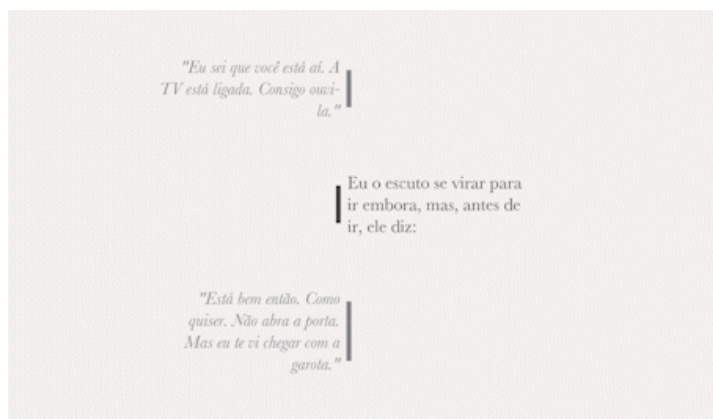 "Eu sei que você está aí. A
TV está ligada. Consigo ouvi-
la."
Eu o escuto se virar para
ir embora, mas, antes de
ir, ele diz:
"Está bem então. Como
quiser. Não abra a porta.
Mas eu te vi chegar com a
garota."